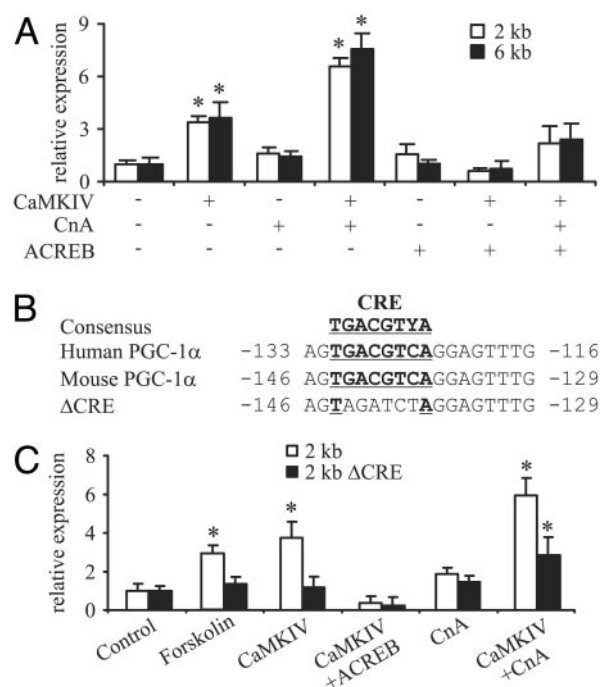 A
9
6
3
0
relative expression
* * * *
2 kb
6 kb
CaMKIV - + - + - + +
CnA - - + + - - +
ACREB - - - - + + +
B
CRE
Consensus TGACGTYA
Human PGC-1α -133 AGTGACGTCAGGAGTTTG -116
Mouse PGC-1α -146 AGTGACGTCAGGAGTTTG -129
ΔCRE -146 AGTAGATCTAGGAGTTTG -129
C
8
6
4
2
0
relative expression
2 kb
2 kb ΔCRE
* * * *
Control
Forskolin
CaMKIV
CaMKIV
+ACREB
CnA
CaMKIV
+CnA